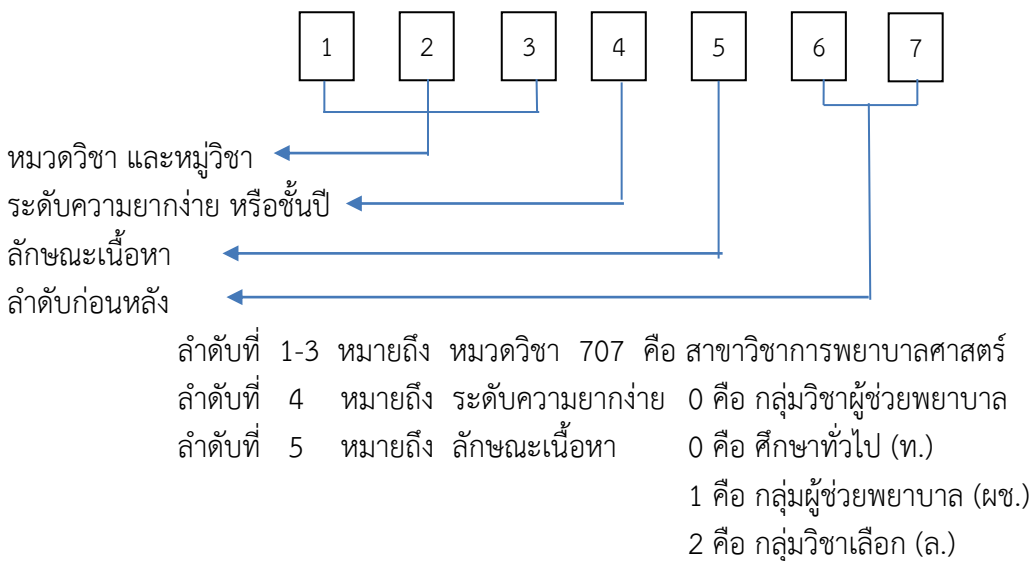 1 2 3 4 5 6 7
หมวดวิชา และหมู่วิชา
ระดับความยากง่าย หรือชั้นปี
ลักษณะเนื้อหา
ลำดับก่อนหลัง
ลำดับที่ 1-3 หมายถึง หมวดวิชา 707 คือ สาขาวิชาการพยาบาลศาสตร์
ลำดับที่ 4 หมายถึง ระดับความยากง่าย 0 คือ กลุ่มวิชาผู้ช่วยพยาบาล
ลำดับที่ 5 หมายถึง ลักษณะเนื้อหา 0 คือ ศึกษาทั่วไป (ท.)
1 คือ กลุ่มผู้ช่วยพยาบาล (ผช.)
2 คือ กลุ่มวิชาเลือก (ล.)